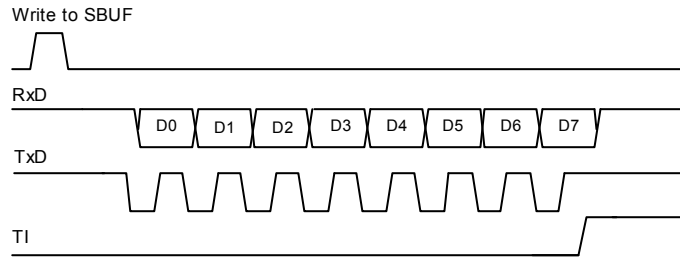 Write to SBUF
RxD
D0 D1 D2 D3 D4 D5 D6 D7
TxD
TI